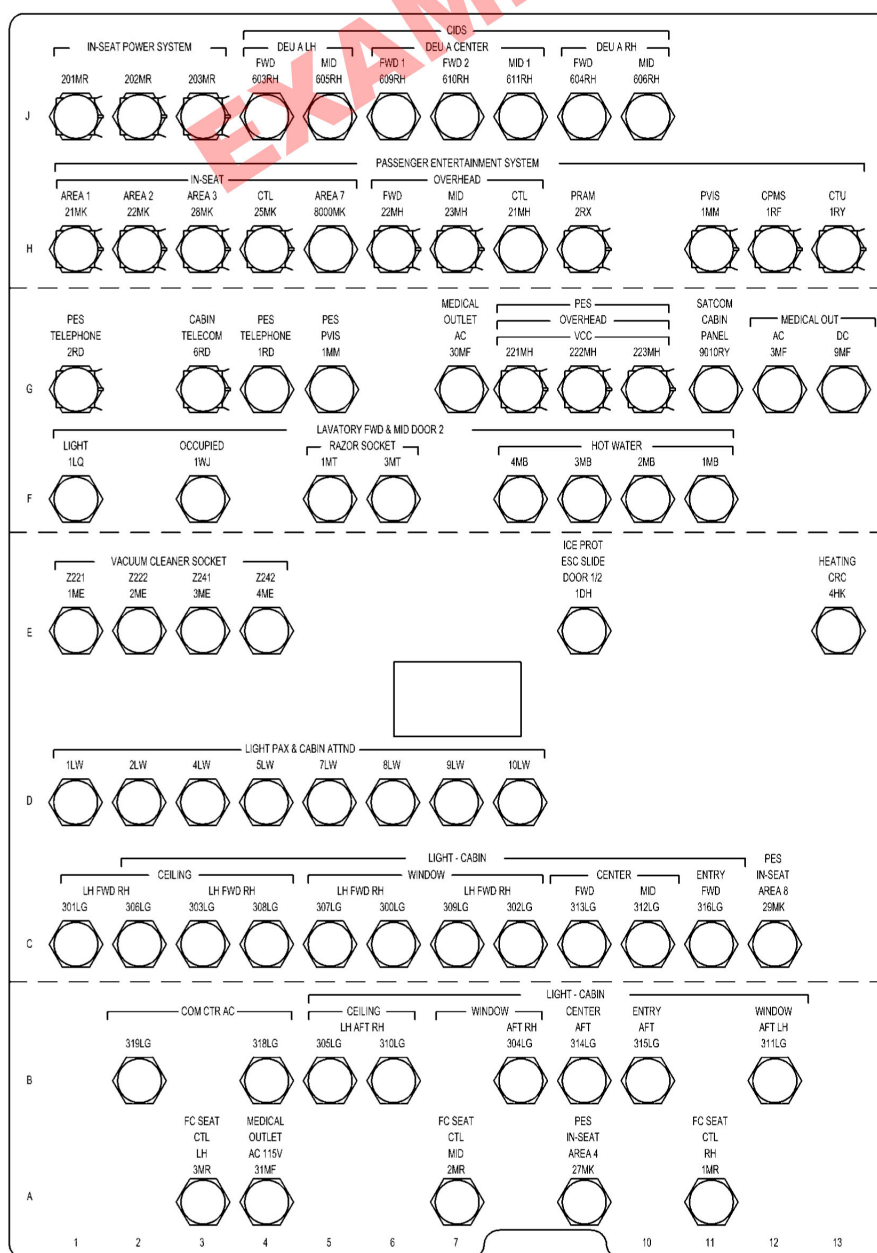 EXAM
CIDS
IN-SEAT POWER SYSTEM DEU A LH DEU A CENTER DEU A RH
FWD MID FWD 1 FWD 2 MID 1 FWD MID
201MR 202MR 203MR 603RH 605RH 609RH 610RH 611RH 604RH 606RH
J
PASSENGER ENTERTAINMENT SYSTEM
IN-SEAT OVERHEAD
AREA 1 AREA 2 AREA 3 CTL AREA 7 FWD MID CTL PRAM PVIS CPMS CTU
21MK 22MK 28MK 25MK 8000MK 22MH 23MH 21MH 2RX 1MM 1RF 1RY
H
MEDICAL PES SATCOM
PES CABIN PES PES OUTLET OVERHEAD CABIN MEDICAL OUT
TELEPHONE TELECOM TELEPHONE PVIS AC VCC PANEL AC DC
2RD 6RD 1RD 1MM 30MF 221MH 222MH 223MH 9010RY 3MF 9MF
G
LAVATORY FWD & MID DOOR 2
LIGHT OCCUPIED RAZOR SOCKET HOT WATER
1LQ 1WJ 1MT 3MT 4MB 3MB 2MB 1MB
F
ICE PROT
VACUUM CLEANER SOCKET ESC SLIDE HEATING
Z221 Z222 Z241 Z242 DOOR 1/2 CRC
1ME 2ME 3ME 4ME 1DH 4HK
E
LIGHT PAX & CABIN ATTND
1LW 2LW 4LW 5LW 7LW 8LW 9LW 10LW
D
LIGHT - CABIN PES
CEILING WINDOW CENTER ENTRY IN-SEAT
LH FWD RH LH FWD RH LH FWD RH LH FWD RH FWD MID FWD AREA 8
301LG 306LG 303LG 308LG 307LG 300LG 309LG 302LG 313LG 312LG 316LG 29MK
C
LIGHT - CABIN
COM CTR AC CEILING WINDOW CENTER ENTRY WINDOW
LH AFT RH AFT RH AFT AFT AFT LH
319LG 318LG 305LG 310LG 304LG 314LG 315LG 311LG
B
FC SEAT MEDICAL FC SEAT PES FC SEAT
CTL OUTLET CTL IN-SEAT CTL
LH AC 115V MID AREA 4 RH
3MR 31MF 2MR 27MK 1MR
A
1 2 3 4 5 6 7 10 11 12 13